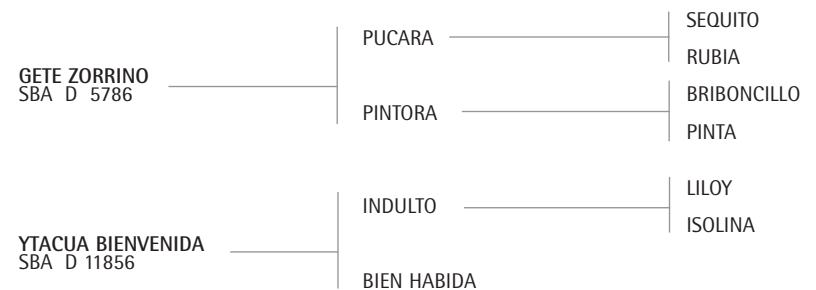 GETE ZORRINO
SBA D 5786
PUCARA
SEQUITO
RUBIA
PINTORA
BRIBONCILLO
PINTA
YTACUA BIENVENIDA
SBA D 11856
INDULTO
LILOY
ISOLINA
BIEN HABIDA